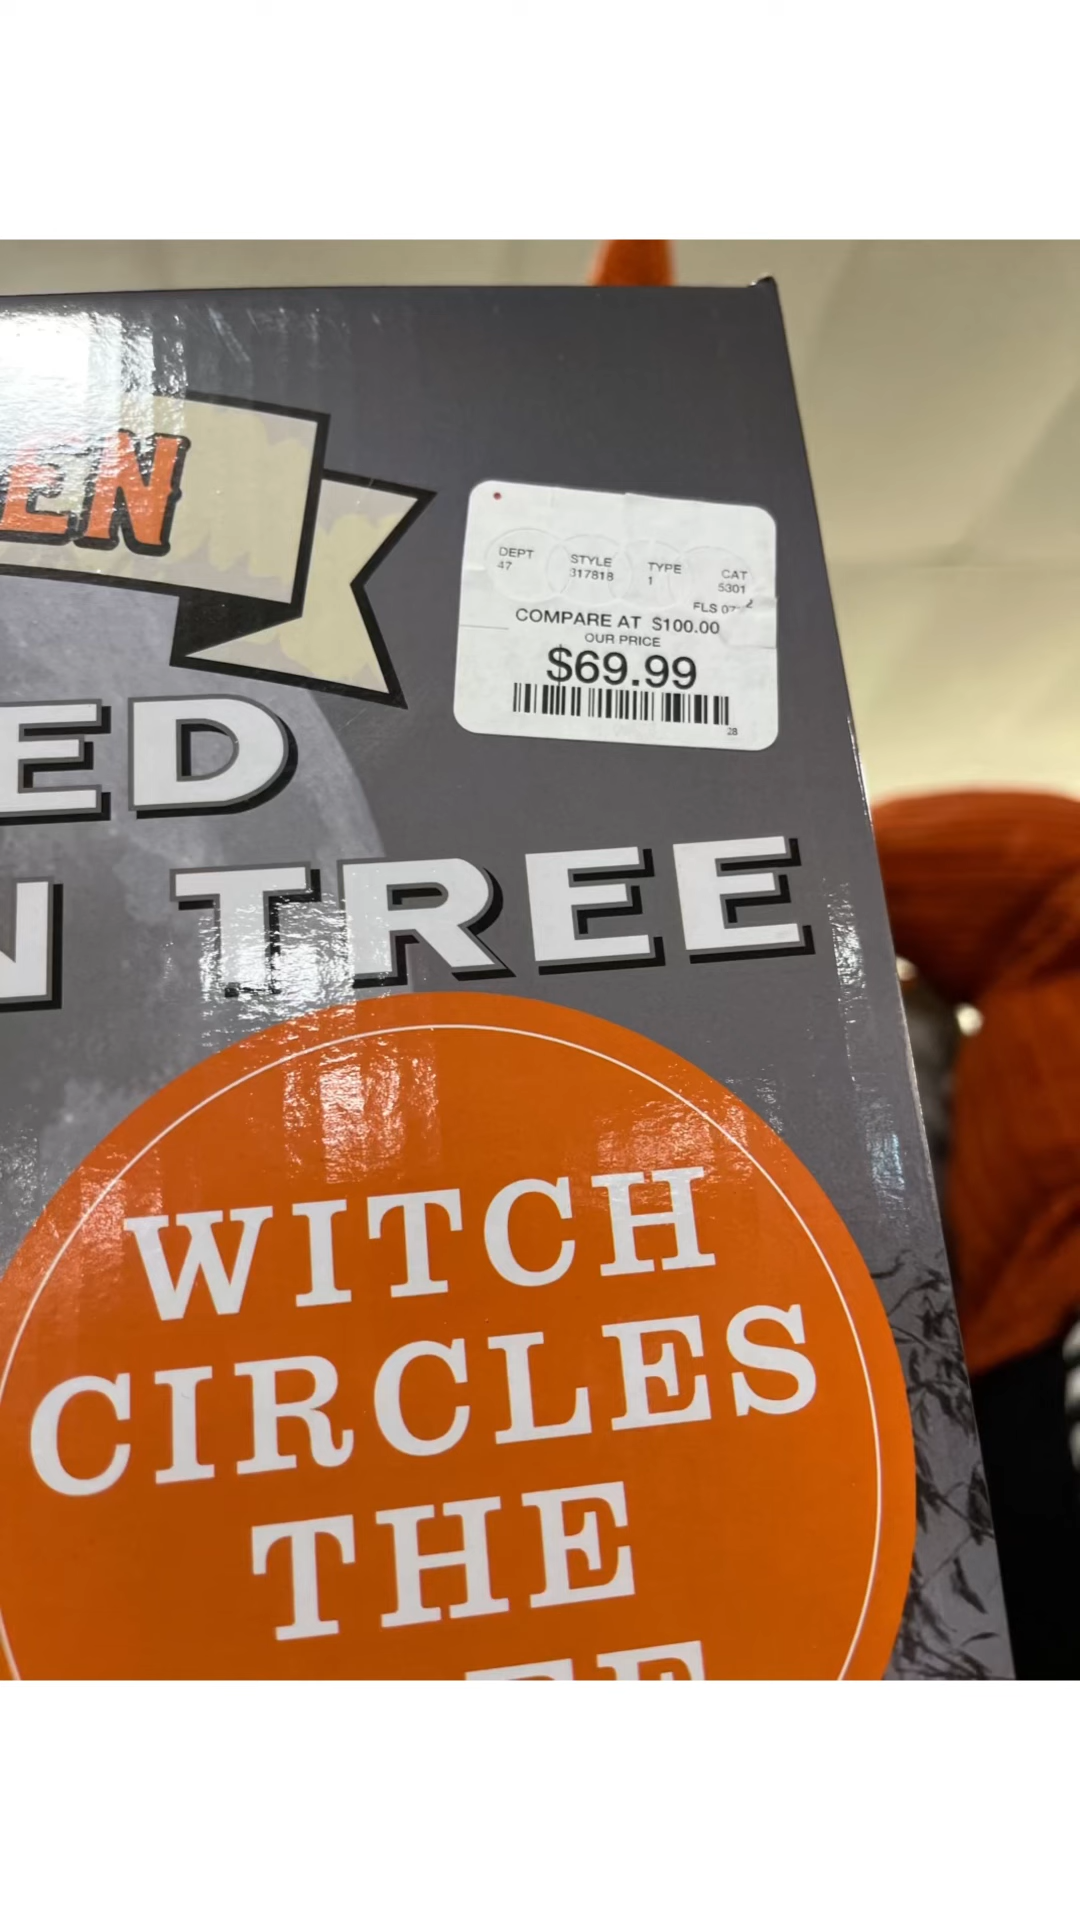 EN
DEPT STYLE TYPE CAT
47 317818 1 5301
COMPARE AT $100.00
OUR PRICE
$69.99
28
ED
N TREE
WITCH
CIRCLES
THE